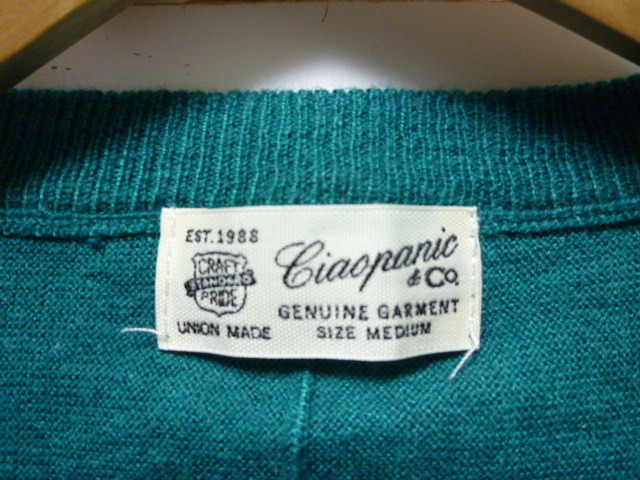 EST. 1988
CRAFT
STANDARD
PRIDE
UNION MADE
Ciaopanic
& CO.
GENUINE GARMENT
SIZE MEDIUM